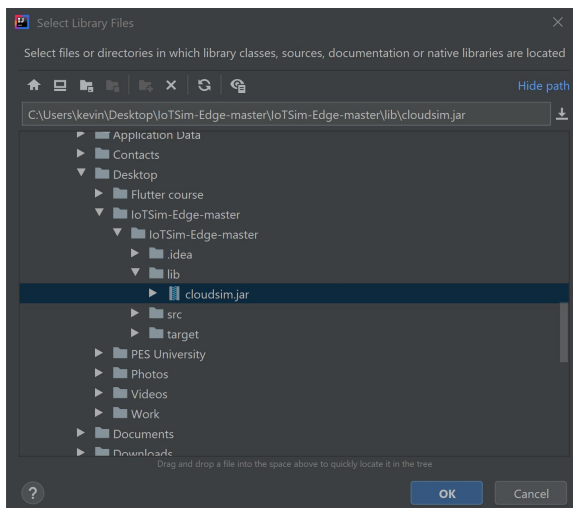 Select Library Files
Select files or directories in which library classes, sources, documentation or native libraries are located
Hide path
C:\Users\kevin\Desktop\IoTSim-Edge-master\IoTSim-Edge-master\lib\cloudsim.jar
Application Data
Contacts
Desktop
Flutter course
IoTSim-Edge-master
IoTSim-Edge-master
.idea
lib
cloudsim.jar
src
target
PES University
Photos
Videos
Work
Documents
Downloads
Drag and drop a file into the space above to quickly locate it in the tree
? OK Cancel